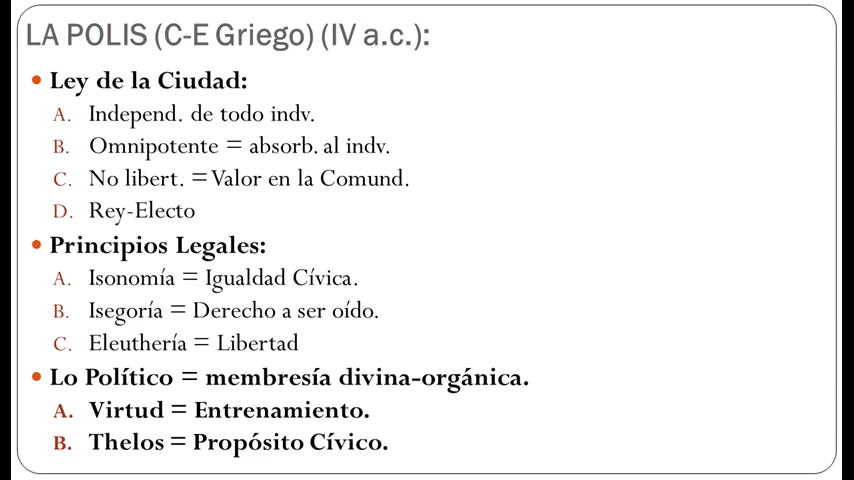 LA POLIS (C-E Griego) (IV a.c.):
• Ley de la Ciudad:
A. Independ. de todo indv.
B. Omnipotente = absorb. al indv.
C. No libert. = Valor en la Comund.
D. Rey-Electo
• Principios Legales:
A. Isonomía = Igualdad Cívica.
B. Isegoría = Derecho a ser oído.
C. Eleuthería = Libertad
• Lo Político = membresía divina-orgánica.
A. Virtud = Entrenamiento.
B. Thelos = Propósito Cívico.